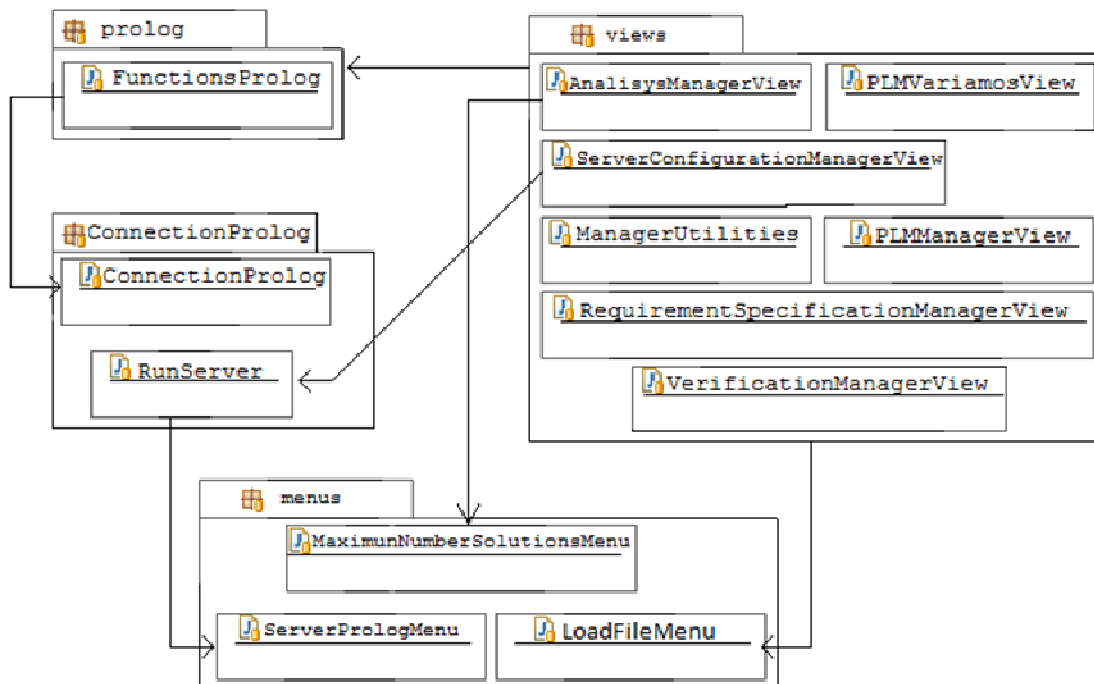 prolog
FunctionsProlog
ConnectionProlog
ConnectionProlog
RunServer
views
AnalisysManagerView
PLMVariamosView
ServerConfigurationManagerView
ManagerUtilities
PLMManagerView
RequirementSpecificationManagerView
VerificationManagerView
menus
MaximunNumberSolutionsMenu
ServerPrologMenu
LoadFileMenu